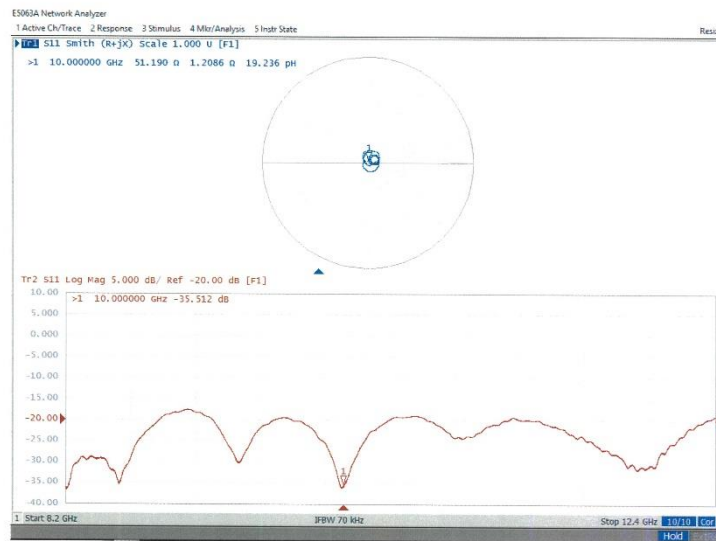 E5063A Network Analyzer
1 Active Ch/Trace 2 Response 3 Stimulus 4 Mkr/Analysis 5 Instr State
Tr1 S11 Smith (R+jX) Scale 1.000 U [F1]
>1 10.000000 GHz 51.190 Ω 1.2086 Ω 19.236 pH
1
Tr2 S11 Log Mag 5.000 dB/ Ref -20.00 dB [F1]
10.00
>1 10.000000 GHz -35.512 dB
5.000
0.000
-5.000
-10.00
-15.00
-20.00
-25.00
-30.00
-35.00
1
-40.00
1 Start 8.2 GHz IFBW 70 kHz Stop 12.4 GHz 10/10 Cor
Hold